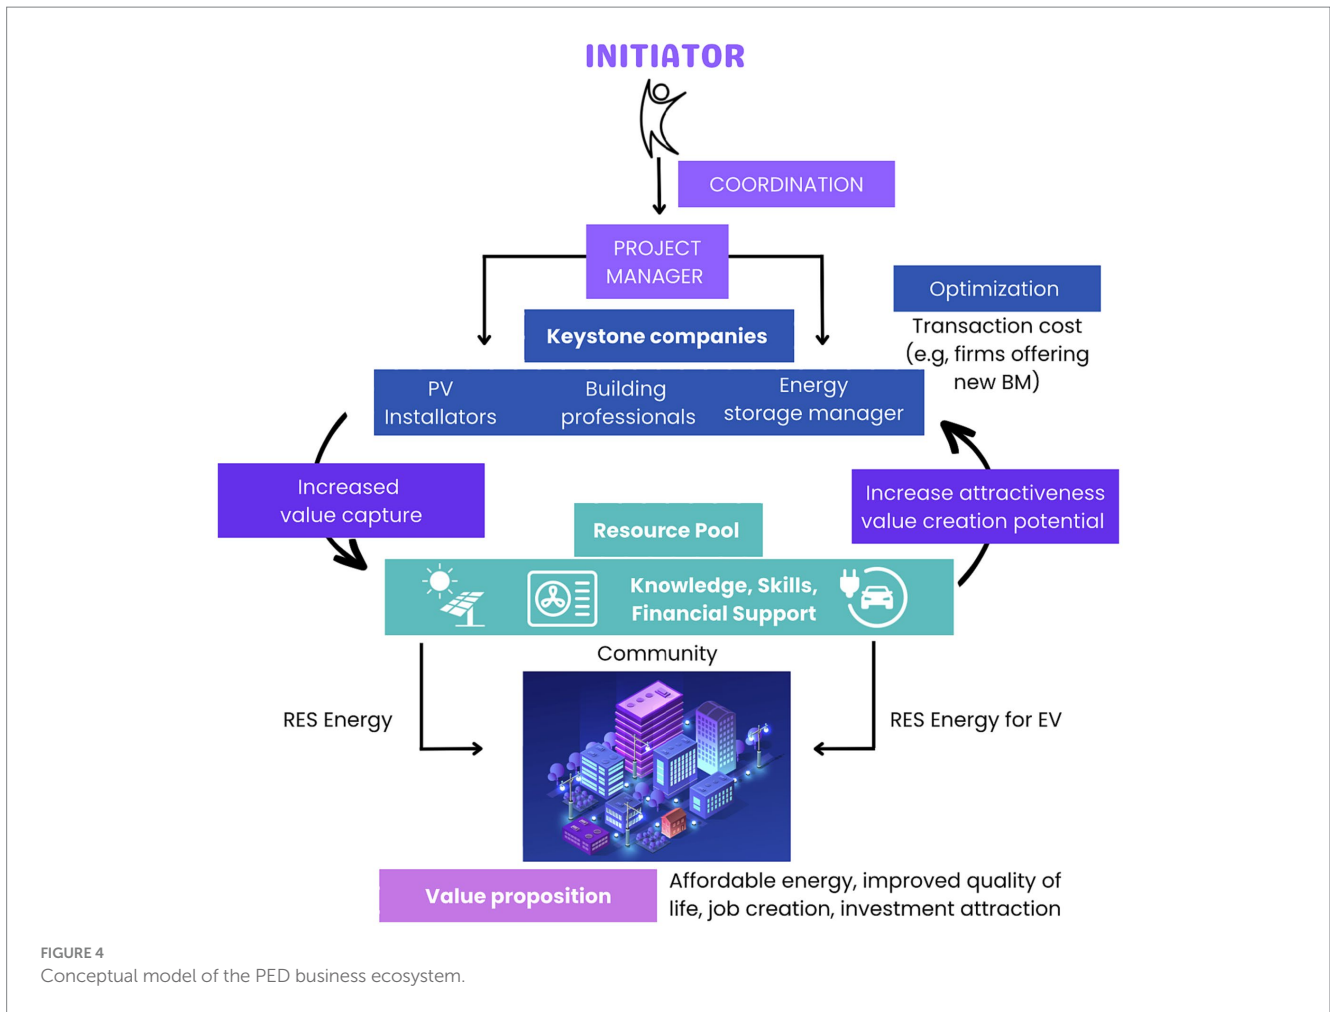 INITIATOR
COORDINATION
PROJECT
MANAGER
Optimization
Transaction cost
(e.g, firms offering
new BM)
Keystone companies
PV
Installators
Building
professionals
Energy
storage manager
Increased
value capture
Increase attractiveness
value creation potential
Resource Pool
Knowledge, Skills,
Financial Support
Community
RES Energy
RES Energy for EV
Value proposition
Affordable energy, improved quality of
life, job creation, investment attraction
FIGURE 4
Conceptual model of the PED business ecosystem.